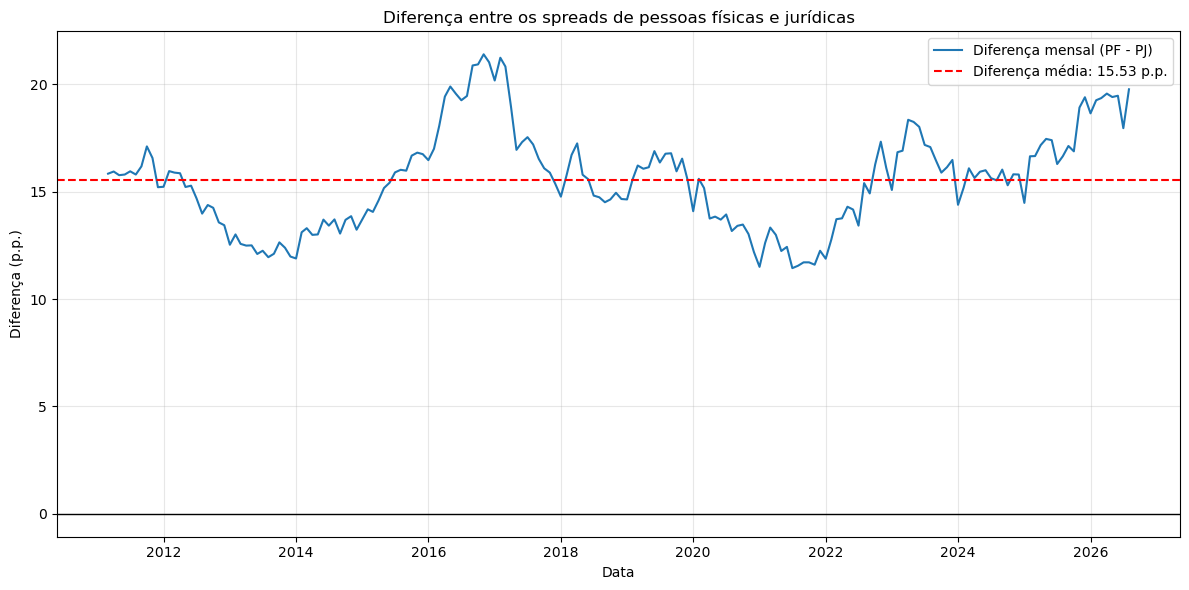 Diferença entre os spreads de pessoas físicas e jurídicas
Diferença mensal (PF - PJ)
Diferença média: 15.53 p.p.
Diferença (p.p.)
20
15
10
5
0
2012 2014 2016 2018 2020 2022 2024 2026
Data